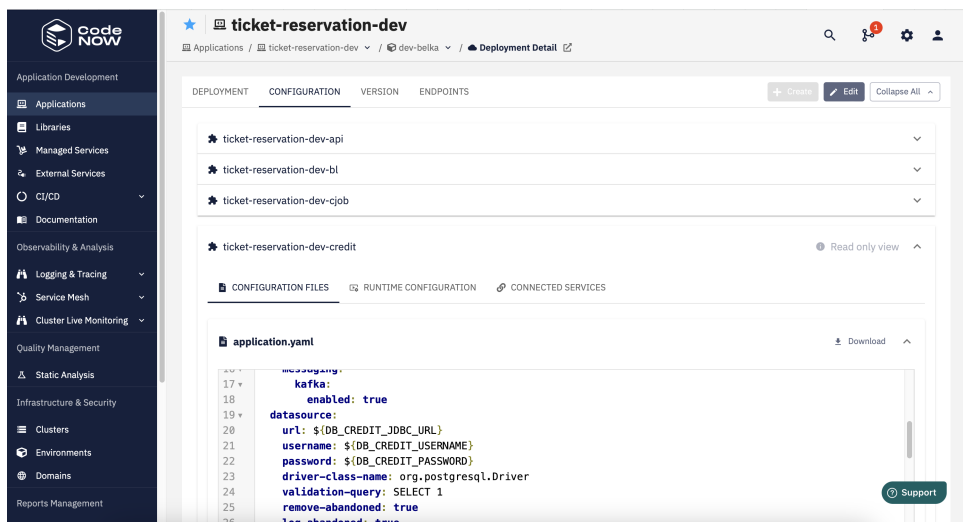 Code
NOW
Application Development
Applications
Libraries
Managed Services
External Services
CI/CD
Documentation
Observability & Analysis
Logging & Tracing
Service Mesh
Cluster Live Monitoring
Quality Management
Static Analysis
Infrastructure & Security
Clusters
Environments
Domains
Reports Management
ticket-reservation-dev
Applications / ticket-reservation-dev / dev-belka / Deployment Detail
1
DEPLOYMENT CONFIGURATION VERSION ENDPOINTS
+ Create Edit Collapse All
ticket-reservation-dev-api
ticket-reservation-dev-bl
ticket-reservation-dev-cjob
ticket-reservation-dev-credit Read only view
CONFIGURATION FILES RUNTIME CONFIGURATION CONNECTED SERVICES
application.yaml Download
messaging:
17 kafka:
18 enabled: true
19 datasource:
20 url: ${DB_CREDIT_JDBC_URL}
21 username: ${DB_CREDIT_USERNAME}
22 password: ${DB_CREDIT_PASSWORD}
23 driver-class-name: org.postgresql.Driver
24 validation-query: SELECT 1
25 remove-abandoned: true
26 log-abandoned: true
Support